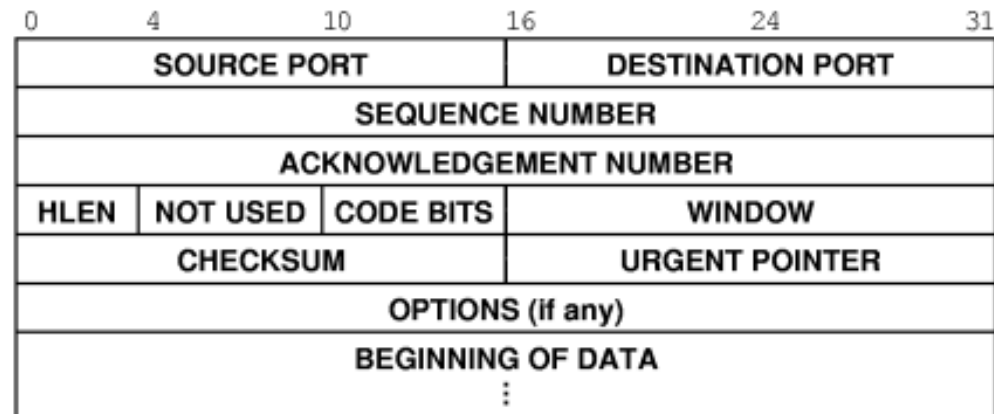 0 4 10 16 24 31
SOURCE PORT DESTINATION PORT
SEQUENCE NUMBER
ACKNOWLEDGEMENT NUMBER
HLEN NOT USED CODE BITS WINDOW
CHECKSUM URGENT POINTER
OPTIONS (if any)
BEGINNING OF DATA
⋮